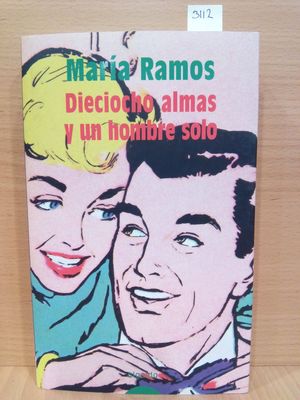 3112
María Ramos
Dieciocho almas
y un hombre solo